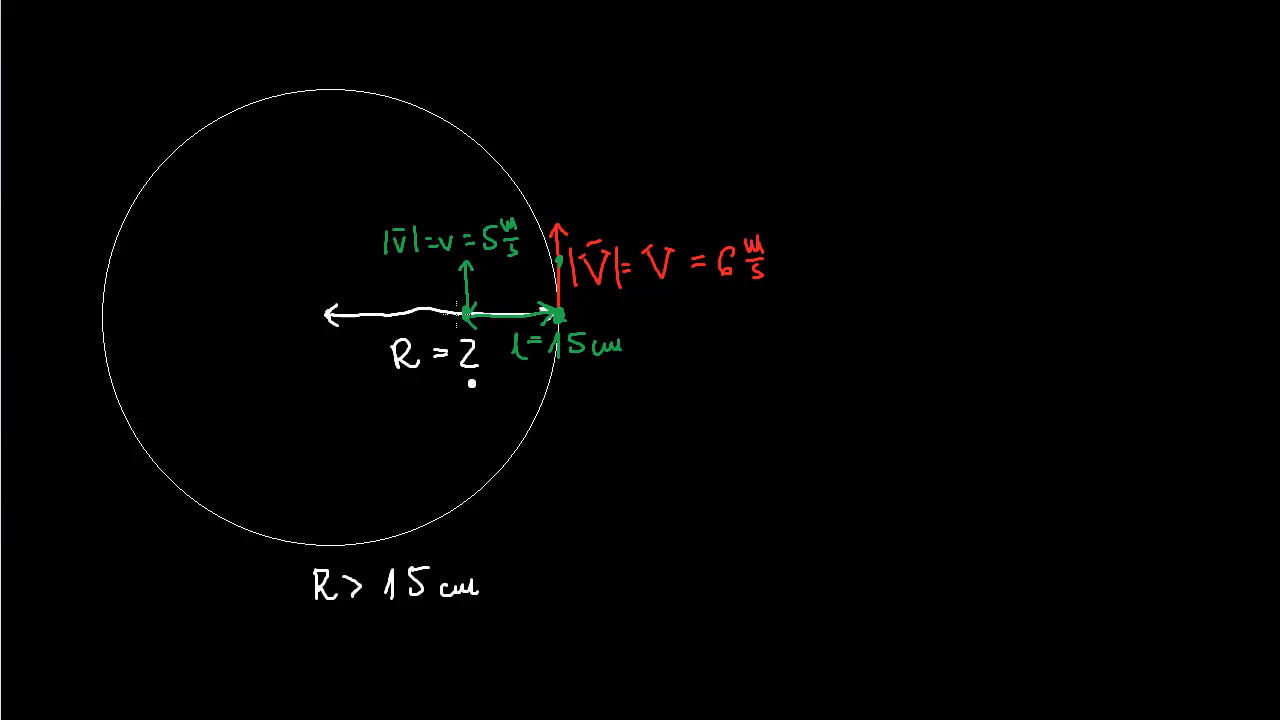 |v̄| = v = 5 m/s
|V̄| = V = 6 m/s
R = ?
l = 15 cm
R > 15 cm